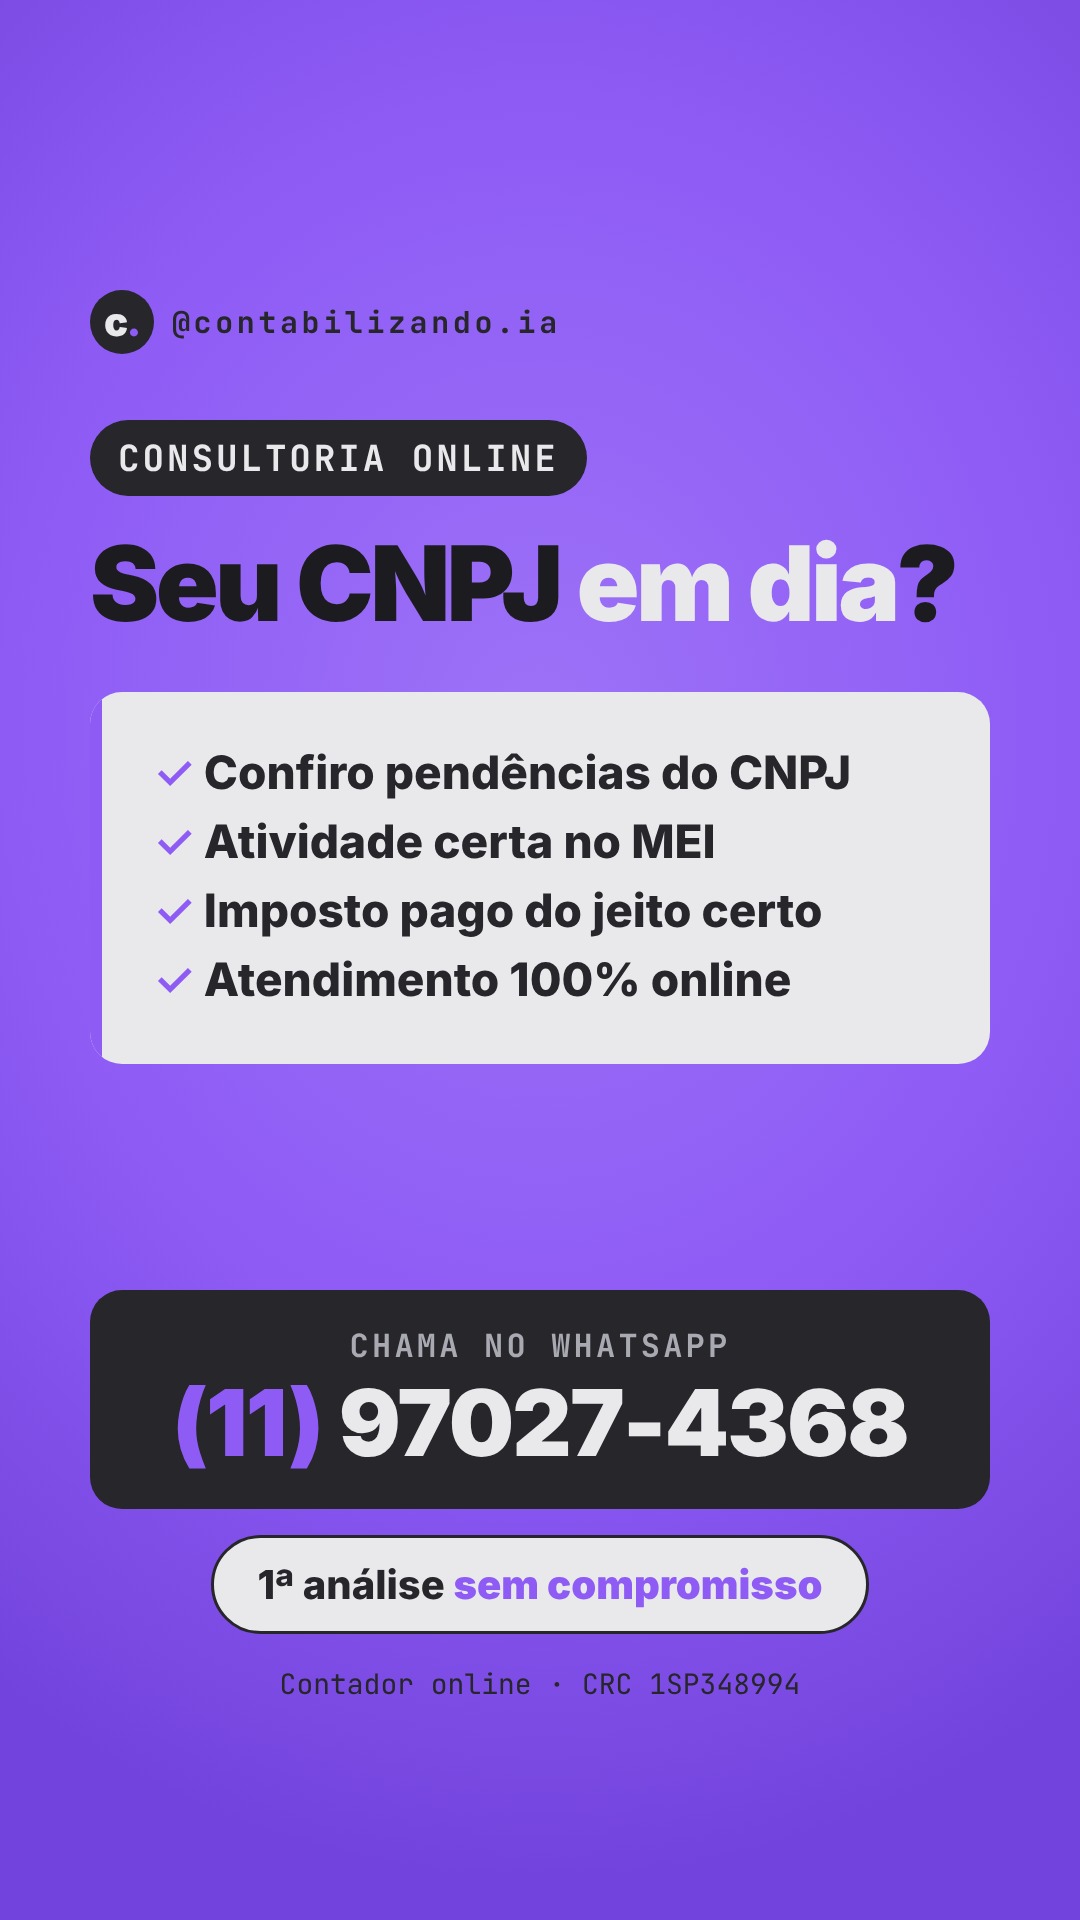 c. @contabilizando.ia
CONSULTORIA ONLINE
Seu CNPJ em dia?
✓ Confiro pendências do CNPJ
✓ Atividade certa no MEI
✓ Imposto pago do jeito certo
✓ Atendimento 100% online
CHAMA NO WHATSAPP
(11) 97027-4368
1ª análise sem compromisso
Contador online · CRC 1SP348994